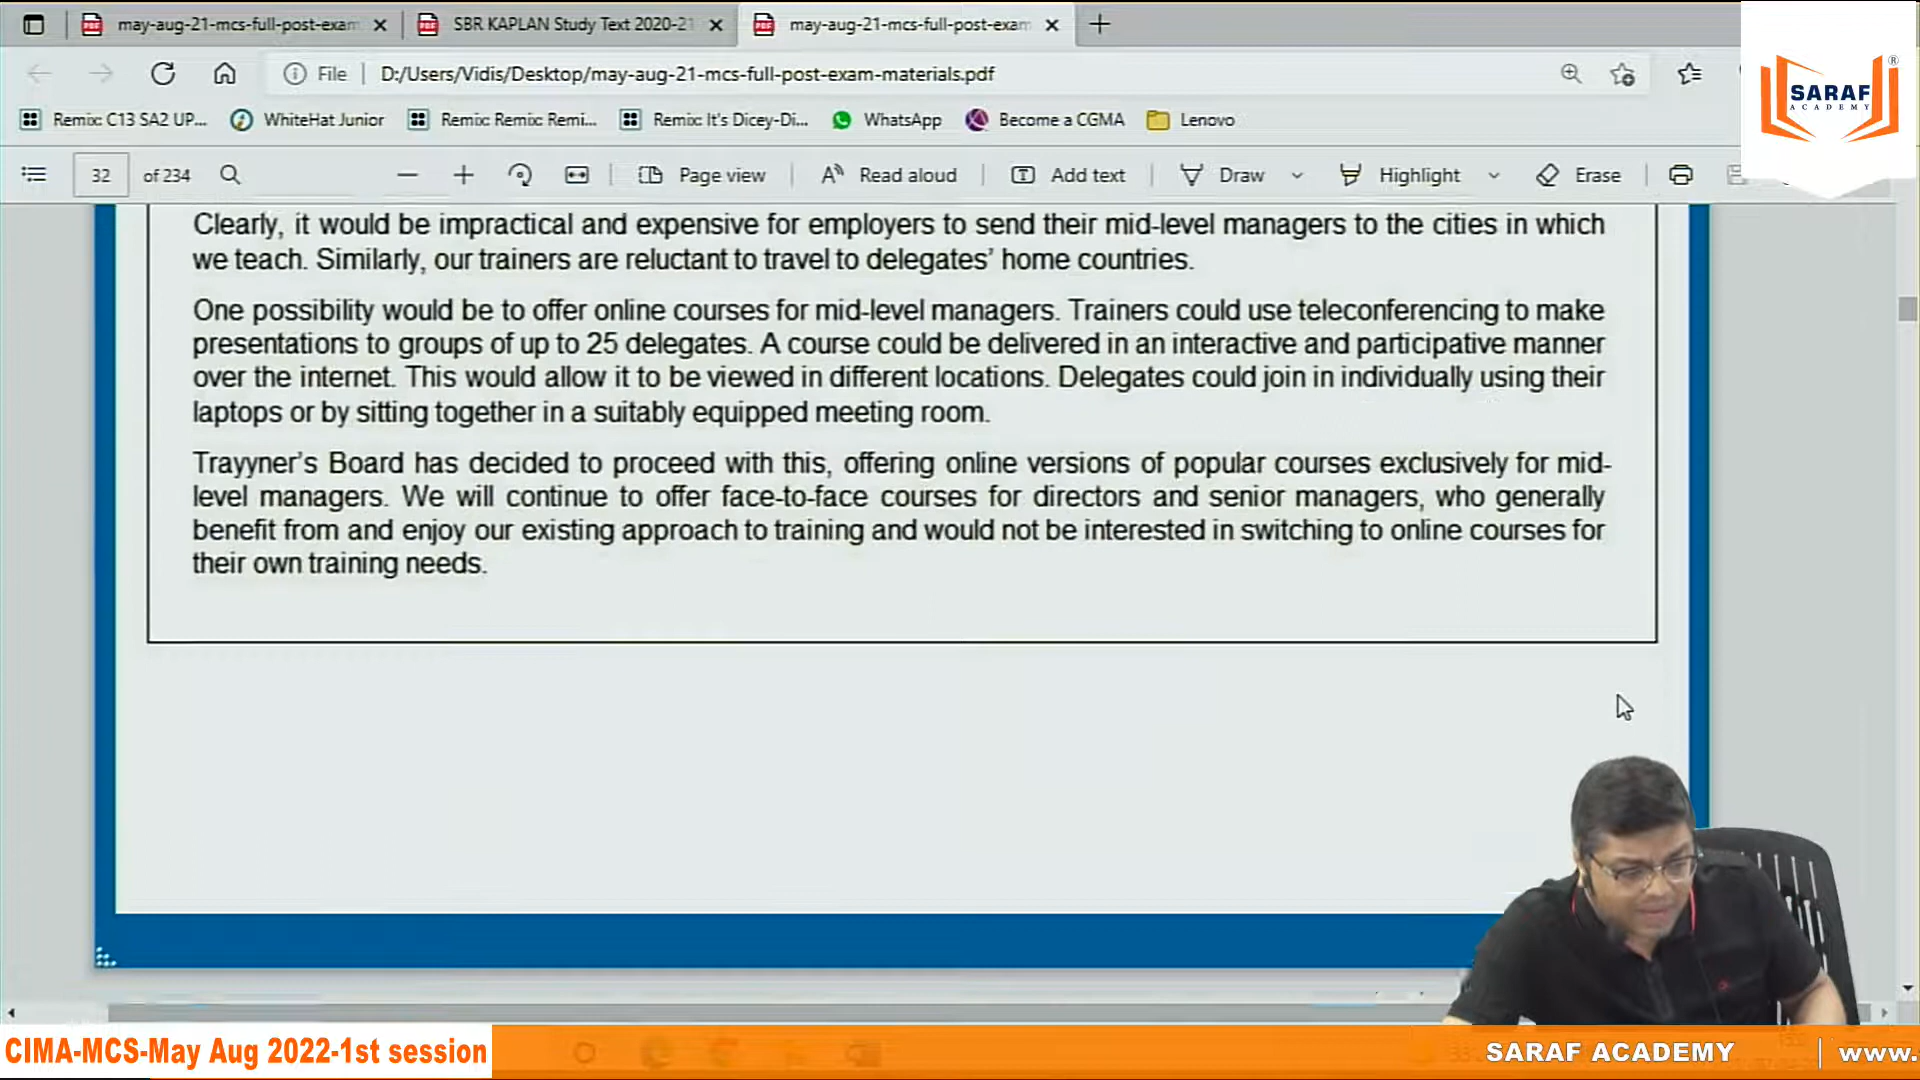 may-aug-21-mcs-full-post-exam
SBR KAPLAN Study Text 2020-21
may-aug-21-mcs-full-post-exam
File
D:/Users/Vidis/Desktop/may-aug-21-mcs-full-post-exam-materials.pdf
SARAF
ACADEMY
Remix: C13 SA2 UP...
WhiteHat Junior
Remix: Remix Remi...
Remix: It's Dicey-Di...
WhatsApp
Become a CGMA
Lenovo
32 of 234
Page view
Read aloud
Add text
Draw
Highlight
Erase
Clearly, it would be impractical and expensive for employers to send their mid-level managers to the cities in which
we teach. Similarly, our trainers are reluctant to travel to delegates' home countries.
One possibility would be to offer online courses for mid-level managers. Trainers could use teleconferencing to make
presentations to groups of up to 25 delegates. A course could be delivered in an interactive and participative manner
over the internet. This would allow it to be viewed in different locations. Delegates could join in individually using their
laptops or by sitting together in a suitably equipped meeting room.
Trayyner's Board has decided to proceed with this, offering online versions of popular courses exclusively for mid-
level managers. We will continue to offer face-to-face courses for directors and senior managers, who generally
benefit from and enjoy our existing approach to training and would not be interested in switching to online courses for
their own training needs.
CIMA-MCS-May Aug 2022-1st session
SARAF ACADEMY | www.